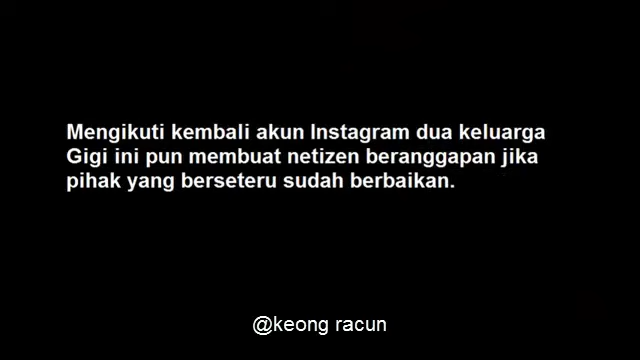 Mengikuti kembali akun Instagram dua keluarga
Gigi ini pun membuat netizen beranggapan jika
pihak yang berseteru sudah berbaikan.
@keong racun